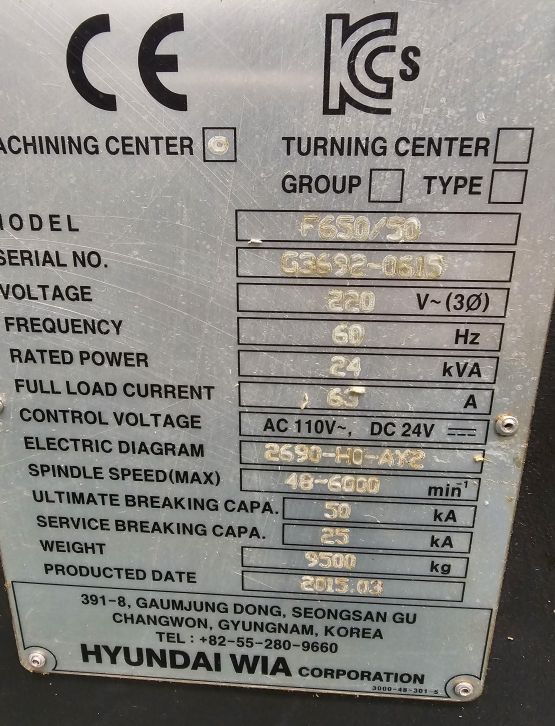 CE KCs
ACHINING CENTER TURNING CENTER
GROUP TYPE
ODEL F650/50
SERIAL NO. G3692-0615
VOLTAGE 220 V~(3Ø)
FREQUENCY 60 Hz
RATED POWER 24 kVA
FULL LOAD CURRENT 63 A
CONTROL VOLTAGE AC 110V~, DC 24V
ELECTRIC DIAGRAM 2690-H0-AY2
SPINDLE SPEED(MAX) 48-6000 min⁻¹
ULTIMATE BREAKING CAPA. 50 kA
SERVICE BREAKING CAPA. 25 kA
WEIGHT 9500 kg
PRODUCTED DATE 2015.03
391-8, GAUMJUNG DONG, SEONGSAN GU
CHANGWON, GYUNGNAM, KOREA
TEL : +82-55-280-9660
HYUNDAI WIA CORPORATION
3000-48-301-5